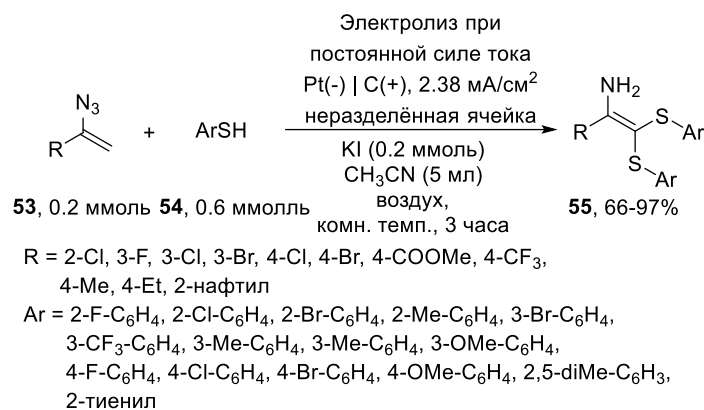 Электролиз при
постоянной силе тока
Pt(-) | C(+), 2.38 мА/см²
неразделённая ячейка
KI (0.2 ммоль)
CH₃CN (5 мл)
воздух,
комн. темп., 3 часа
N₃
R
+
ArSH
NH₂
R
S
Ar
S
Ar
53, 0.2 ммоль 54, 0.6 ммолль 55, 66-97%
R = 2-Cl, 3-F, 3-Cl, 3-Br, 4-Cl, 4-Br, 4-COOMe, 4-CF₃,
4-Me, 4-Et, 2-нафтил
Ar = 2-F-C₆H₄, 2-Cl-C₆H₄, 2-Br-C₆H₄, 2-Me-C₆H₄, 3-Br-C₆H₄,
3-CF₃-C₆H₄, 3-Me-C₆H₄, 3-Me-C₆H₄, 3-OMe-C₆H₄,
4-F-C₆H₄, 4-Cl-C₆H₄, 4-Br-C₆H₄, 4-OMe-C₆H₄, 2,5-diMe-C₆H₃,
2-тиенил